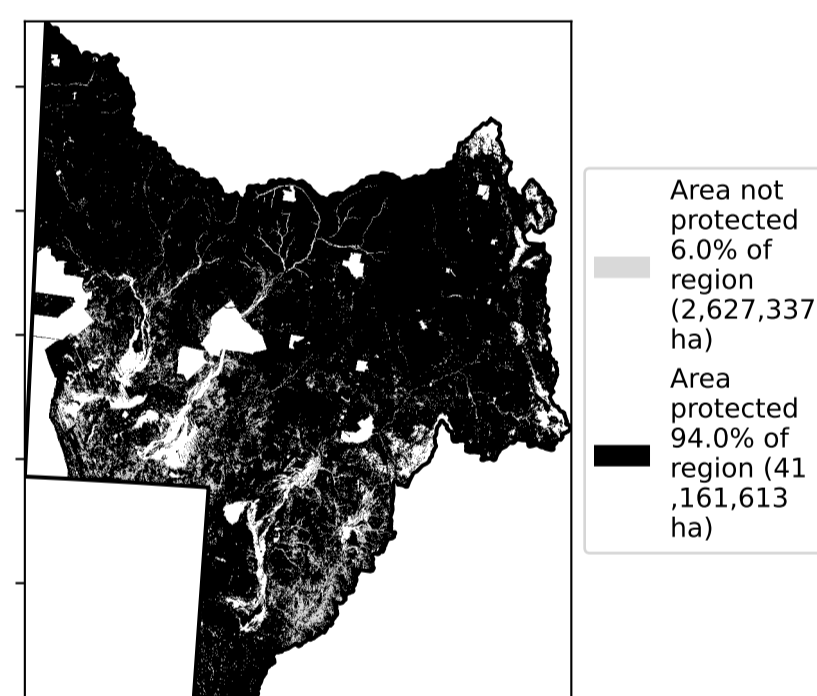 Area not
protected
6.0% of
region
(2,627,337
ha)
Area
protected
94.0% of
region (41
,161,613
ha)